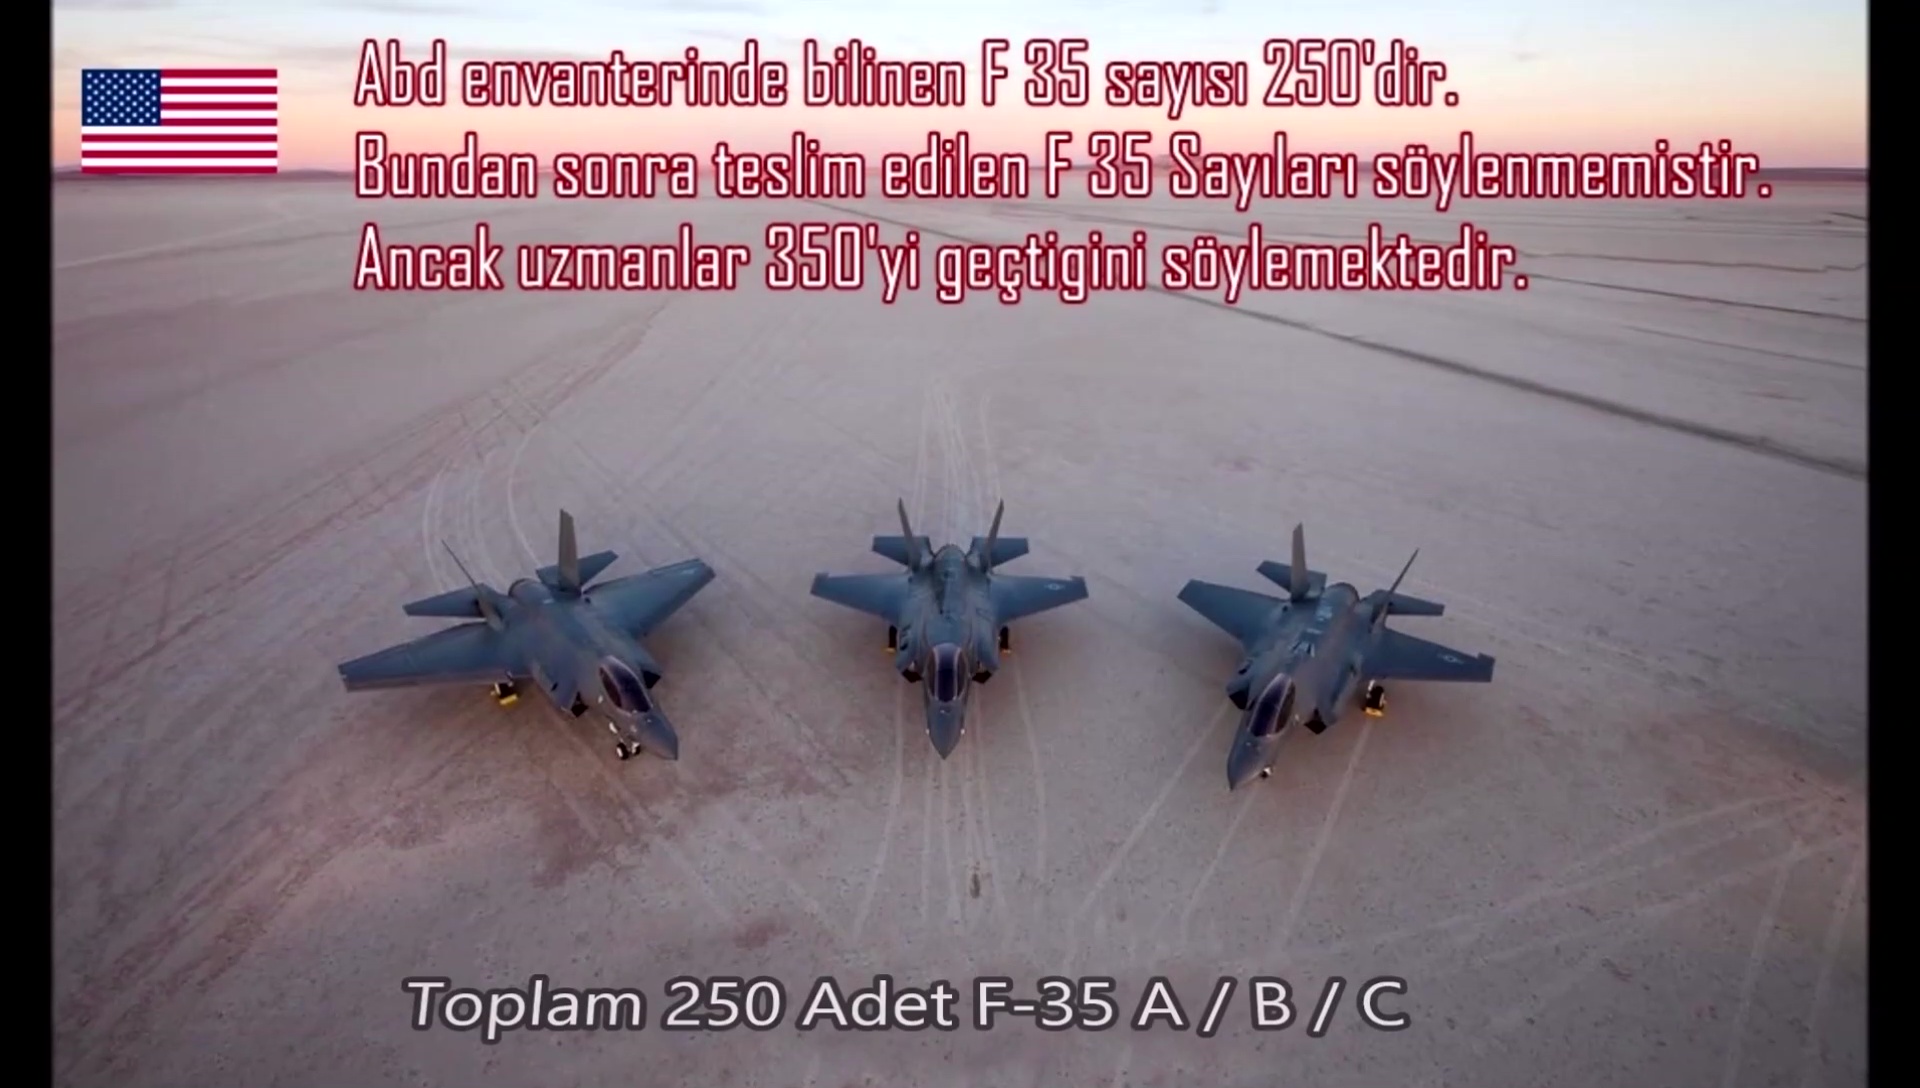 Abd envanterinde bilinen F 35 sayısı 250'dir.
Bundan sonra teslim edilen F 35 Sayıları söylenmemistir.
Ancak uzmanlar 350'yi geçtigini söylemektedir.
Toplam 250 Adet F-35 A / B / C